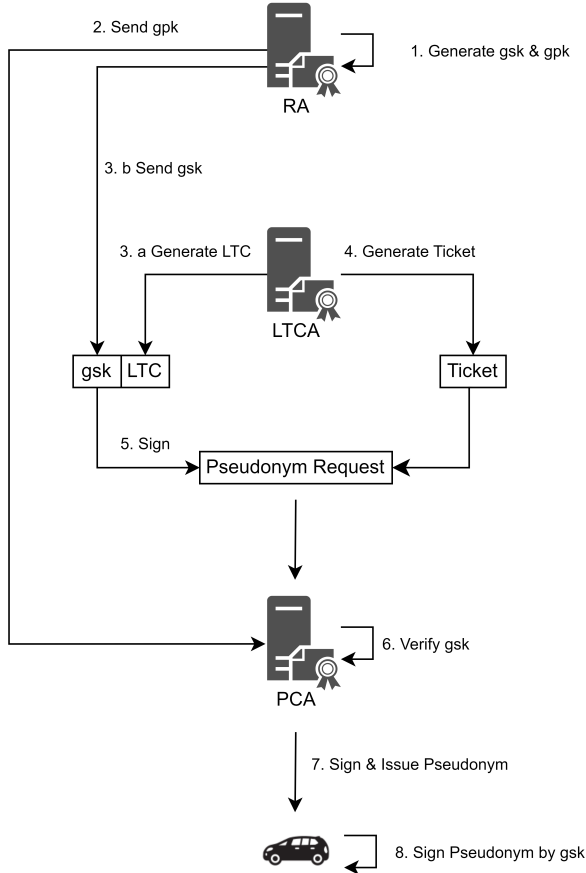 2. Send gpk
1. Generate gsk & gpk
RA
3. b Send gsk
3. a Generate LTC
4. Generate Ticket
LTCA
gsk
LTC
Ticket
5. Sign
Pseudonym Request
6. Verify gsk
PCA
7. Sign & Issue Pseudonym
8. Sign Pseudonym by gsk